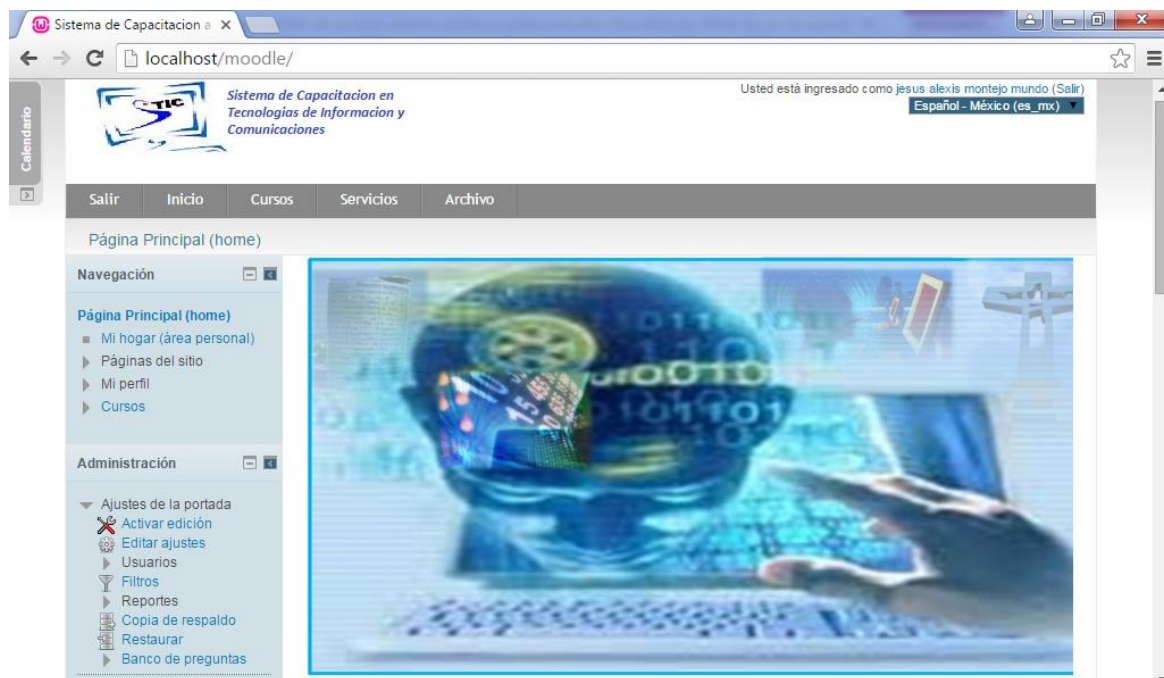 Sistema de Capacitacion a
localhost/moodle/
Calendario
TIC
Sistema de Capacitacion en
Tecnologias de Informacion y
Comunicaciones
Usted está ingresado como jesus alexis montejo mundo (Salir)
Español - México (es_mx)
Salir Inicio Cursos Servicios Archivo
Página Principal (home)
Navegación
Página Principal (home)
Mi hogar (área personal)
Páginas del sitio
Mi perfil
Cursos
Administración
Ajustes de la portada
Activar edición
Editar ajustes
Usuarios
Filtros
Reportes
Copia de respaldo
Restaurar
Banco de preguntas